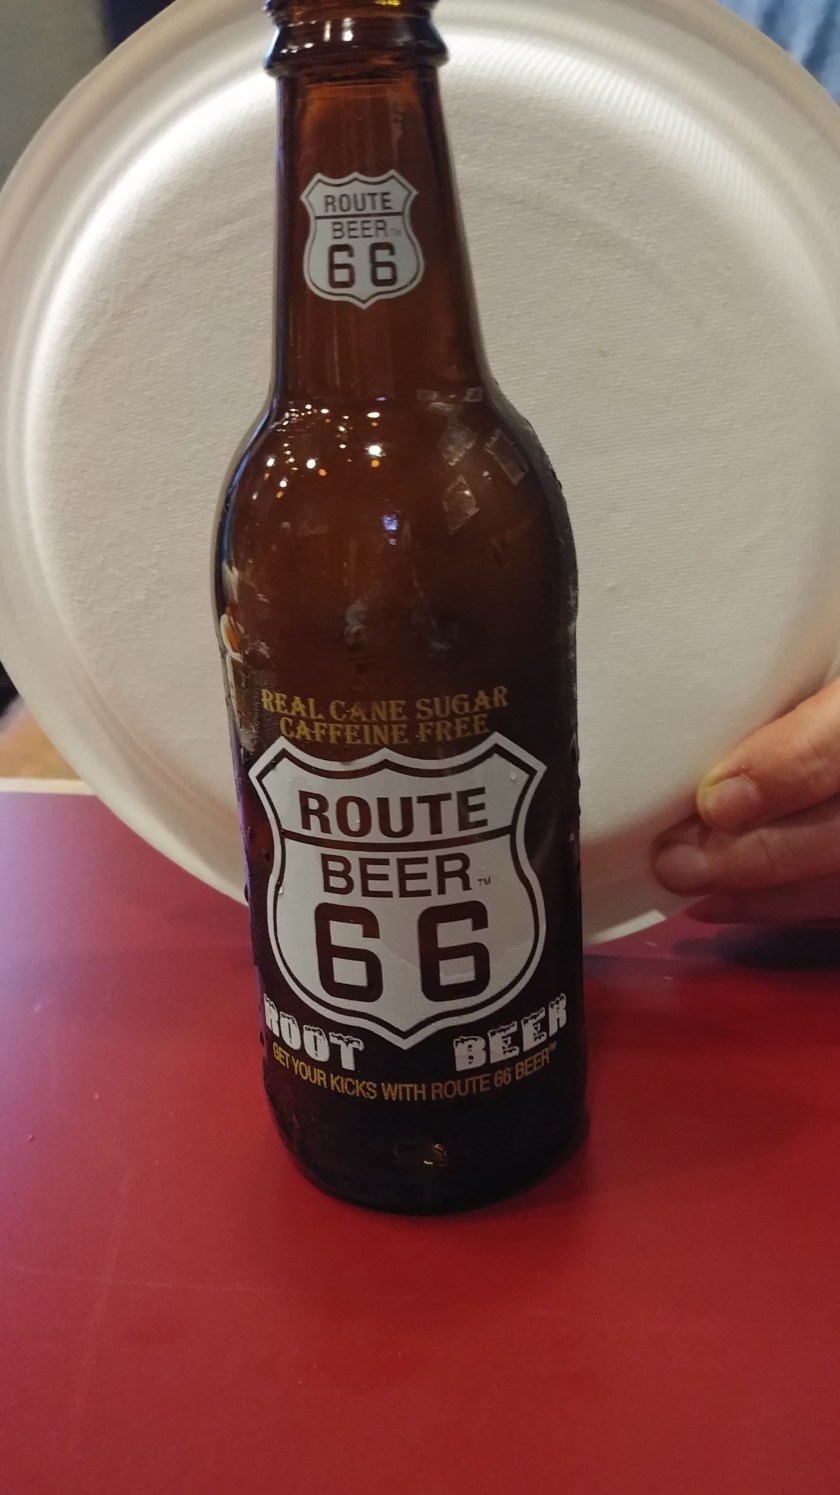 ROUTE
BEER™
66
REAL CANE SUGAR
CAFFEINE FREE
ROUTE
BEER™
66
ROOT BEER
GET YOUR KICKS WITH ROUTE 66 BEER™